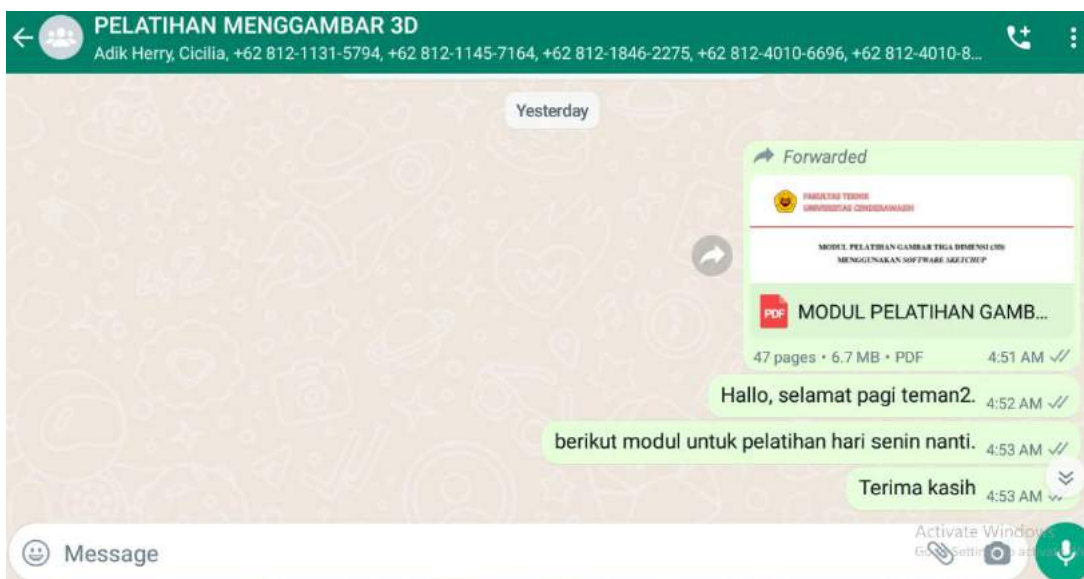 PELATIHAN MENGGAMBAR 3D
Adik Herry, Cicilia, +62 812-1131-5794, +62 812-1145-7164, +62 812-1846-2275, +62 812-4010-6696, +62 812-4010-8...
Yesterday
Forwarded
FAKULTAS TEKNIK
UNIVERSITAS CENDERAWASIH
MODUL PELATIHAN GAMBAR TIGA DIMENSI (3D)
MENGGUNAKAN SOFTWARE SKETCHUP
PDF MODUL PELATIHAN GAMB...
47 pages • 6.7 MB • PDF 4:51 AM
Hallo, selamat pagi teman2. 4:52 AM
berikut modul untuk pelatihan hari senin nanti. 4:53 AM
Terima kasih 4:53 AM
Message
Activate Windows